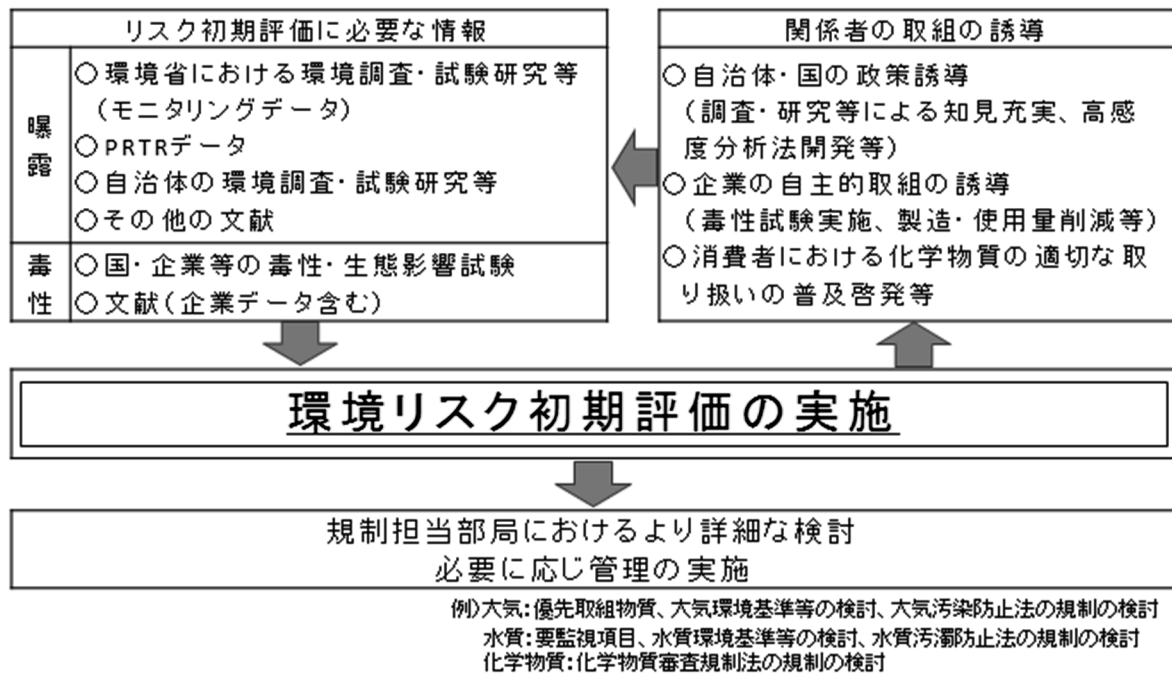 リスク初期評価に必要な情報
曝露
○環境省における環境調査・試験研究等
(モニタリングデータ)
○PRTRデータ
○自治体の環境調査・試験研究等
○その他の文献
毒性
○国・企業等の毒性・生態影響試験
○文献(企業データ含む)
関係者の取組の誘導
○自治体・国の政策誘導
(調査・研究等による知見充実、高感
度分析法開発等)
○企業の自主的取組の誘導
(毒性試験実施、製造・使用量削減等)
○消費者における化学物質の適切な取
り扱いの普及啓発等
環境リスク初期評価の実施
規制担当部局におけるより詳細な検討
必要に応じ管理の実施
例)大気:優先取組物質、大気環境基準等の検討、大気汚染防止法の規制の検討
水質:要監視項目、水質環境基準等の検討、水質汚濁防止法の規制の検討
化学物質:化学物質審査規制法の規制の検討